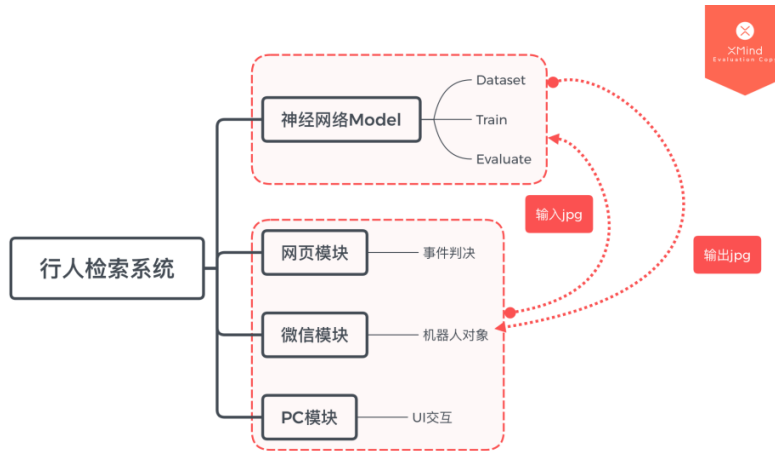 XMind
Evaluation Cop
Dataset
神经网络Model
Train
Evaluate
输入jpg
输出jpg
行人检索系统
网页模块
事件判决
微信模块
机器人对象
PC模块
UI交互